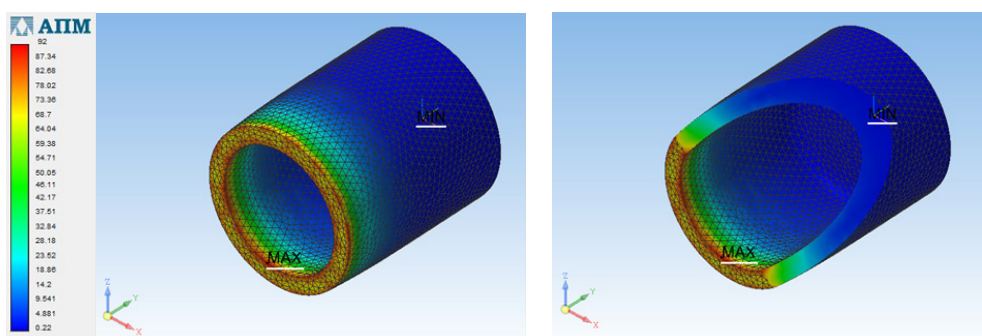 АПМ
92
87.34
82.68
78.02
73.36
68.7
64.04
59.38
54.71
50.05
46.11
42.17
37.51
32.84
28.18
23.52
18.86
14.2
9.541
4.881
0.22
MIN
MAX
Z
Y
X
MIN
MAX
Z
Y
X